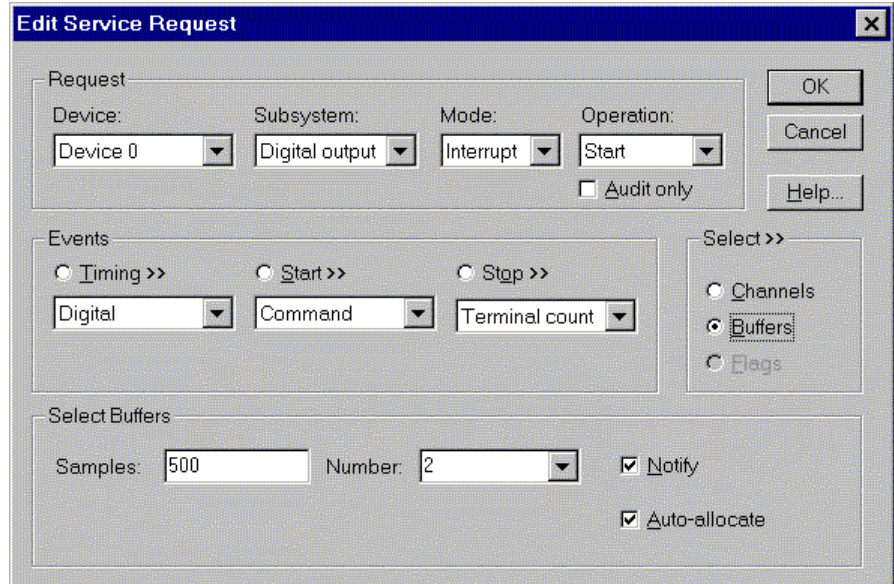 Edit Service Request
Request
OK
Device: Subsystem: Mode: Operation:
Device 0 Digital output Interrupt Start
Cancel
Audit only
Help...
Events
Select >>
Timing >> Start >> Stop >>
Channels
Digital Command Terminal count
Buffers
Flags
Select Buffers
Samples: 500 Number: 2 Notify
Auto-allocate